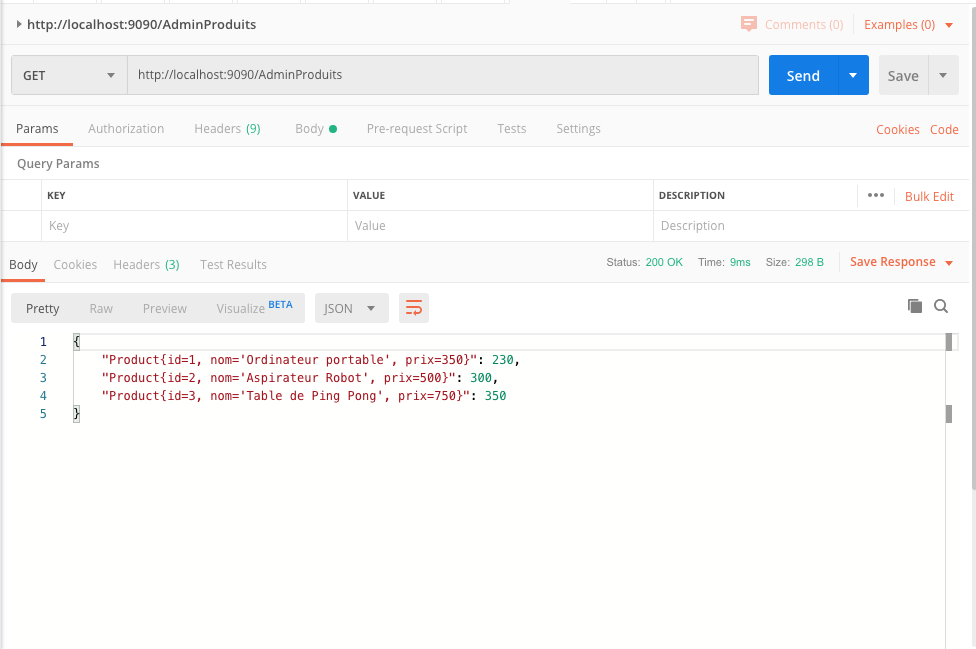 http://localhost:9090/AdminProduits Comments (0) Examples (0)
GET http://localhost:9090/AdminProduits Send Save
Params Authorization Headers (9) Body Pre-request Script Tests Settings Cookies Code
Query Params
KEY VALUE DESCRIPTION ••• Bulk Edit
Key Value Description
Body Cookies Headers (3) Test Results Status: 200 OK Time: 9ms Size: 298 B Save Response
Pretty Raw Preview Visualize BETA JSON
1 {
2 "Product{id=1, nom='Ordinateur portable', prix=350}": 230,
3 "Product{id=2, nom='Aspirateur Robot', prix=500}": 300,
4 "Product{id=3, nom='Table de Ping Pong', prix=750}": 350
5 }